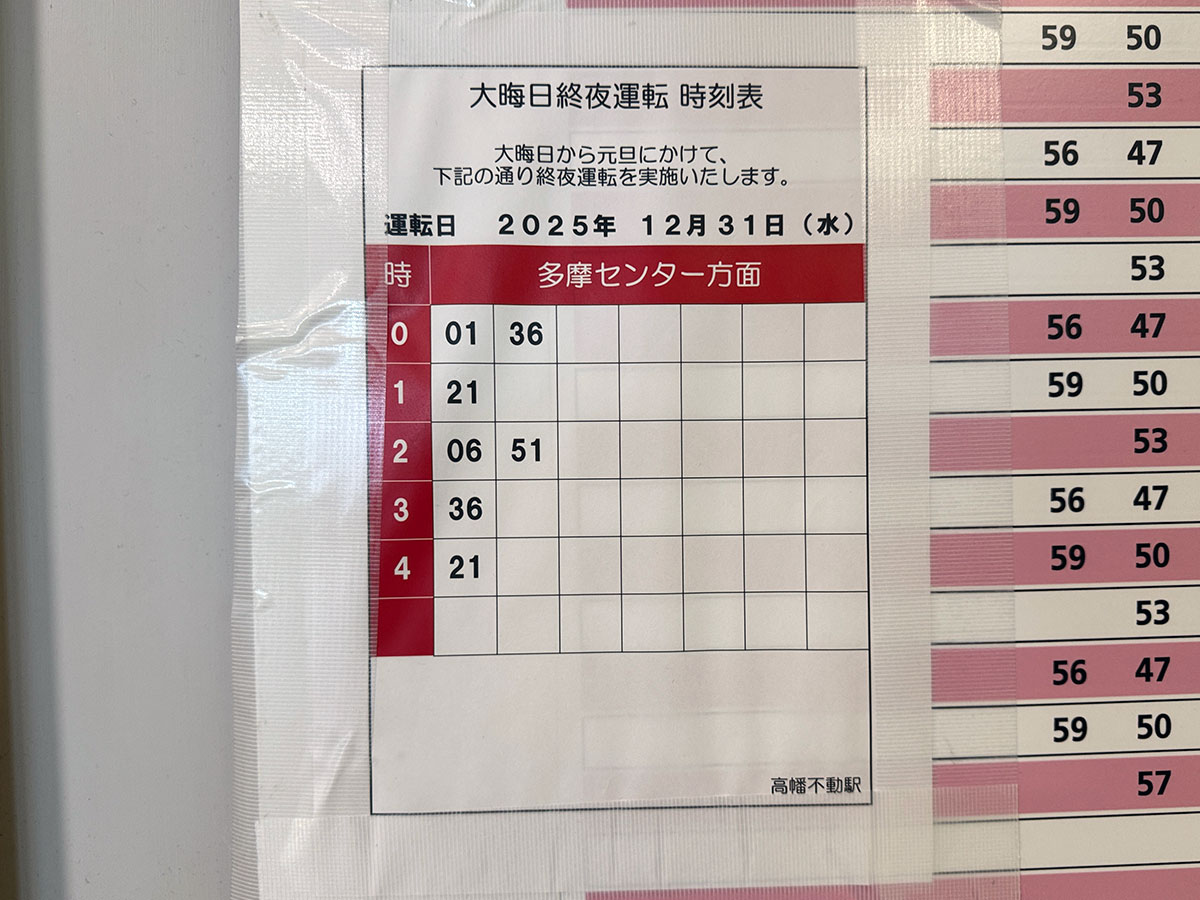 大晦日終夜運転 時刻表
大晦日から元旦にかけて、
下記の通り終夜運転を実施いたします。
運転日 2025年 12月31日（水）
時 多摩センター方面
0 01 36
1 21
2 06 51
3 36
4 21
高幡不動駅
59 50
53
56 47
59 50
53
56 47
59 50
53
56 47
59 50
53
56 47
59 50
57